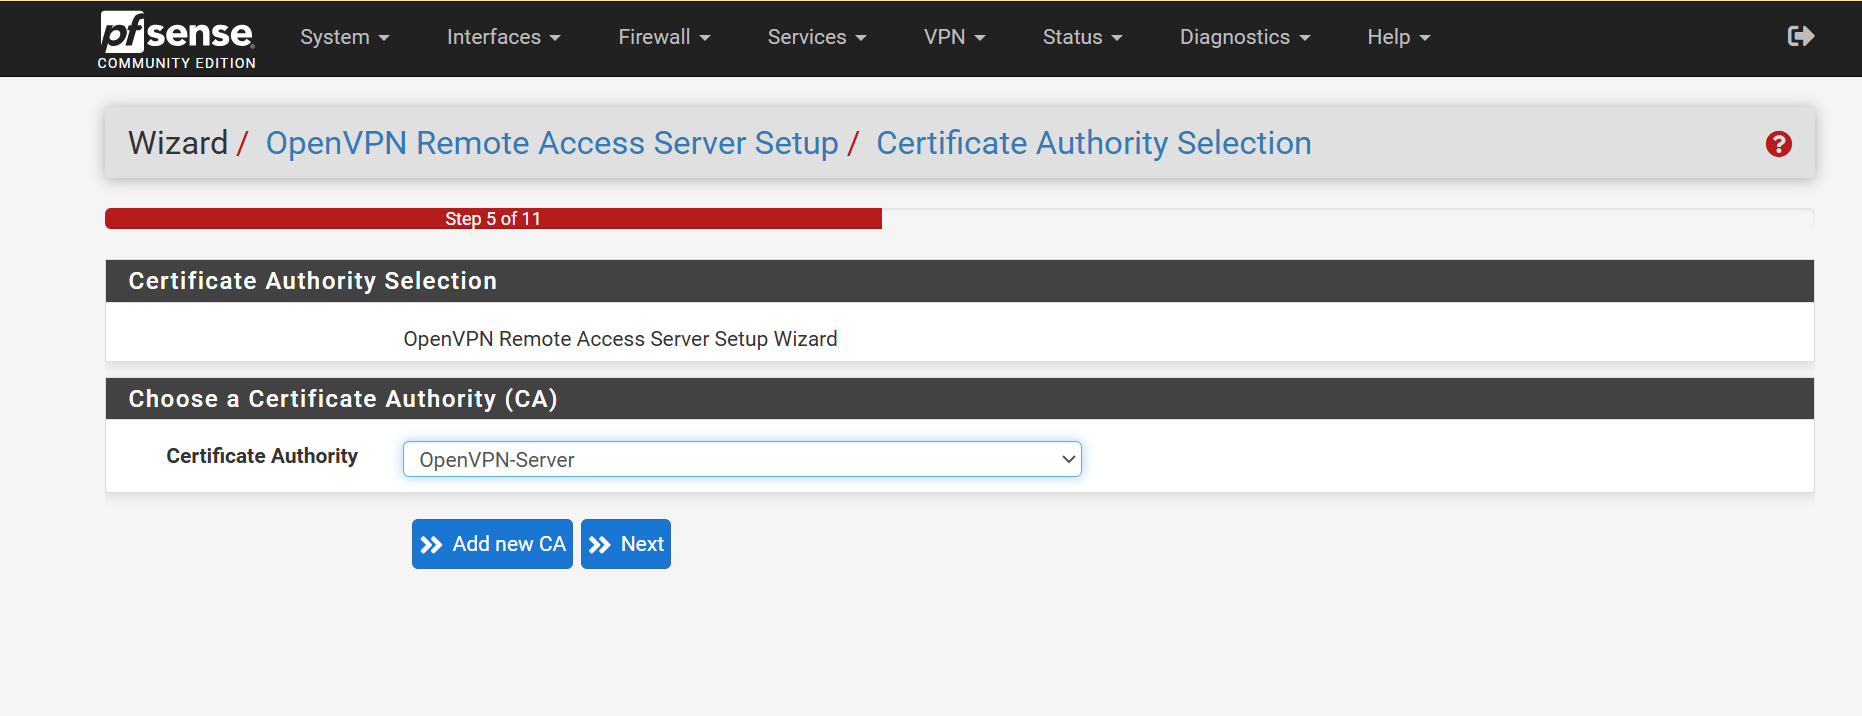 pfsense
COMMUNITY EDITION
System Interfaces Firewall Services VPN Status Diagnostics Help
Wizard / OpenVPN Remote Access Server Setup / Certificate Authority Selection
Step 5 of 11
Certificate Authority Selection
OpenVPN Remote Access Server Setup Wizard
Choose a Certificate Authority (CA)
Certificate Authority OpenVPN-Server
Add new CA Next